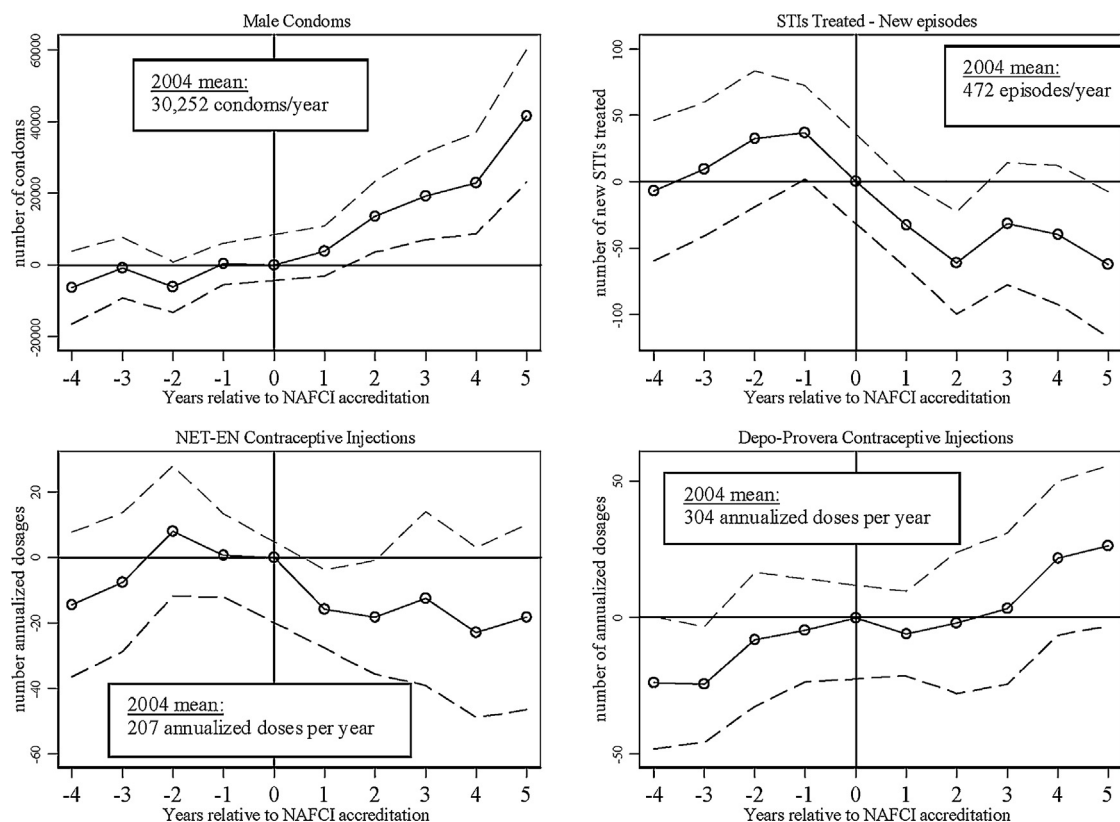 Male Condoms
60000
40000
20000
0
-20000
number of condoms
2004 mean:
30,252 condoms/year
-4 -3 -2 -1 0 1 2 3 4 5
Years relative to NAFCI accreditation
STIs Treated - New episodes
100
50
0
-50
-100
number of new STI's treated
2004 mean:
472 episodes/year
-4 -3 -2 -1 0 1 2 3 4 5
Years relative to NAFCI accreditation
NET-EN Contraceptive Injections
20
0
-20
-40
-60
number annualized dosages
2004 mean:
207 annualized doses per year
-4 -3 -2 -1 0 1 2 3 4 5
Years relative to NAFCI accreditation
Depo-Provera Contraceptive Injections
50
0
-50
number of annualized dosages
2004 mean:
304 annualized doses per year
-4 -3 -2 -1 0 1 2 3 4 5
Years relative to NAFCI accreditation